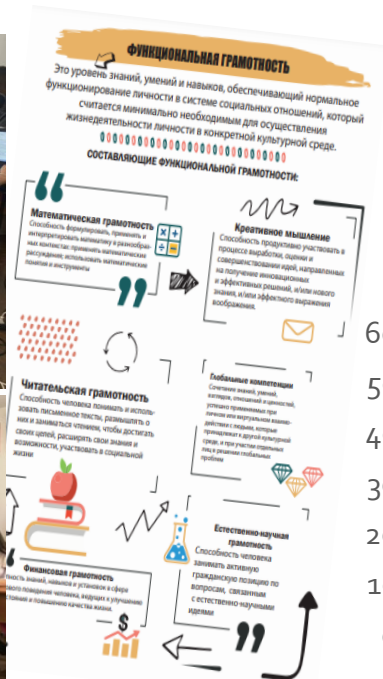 ФУНКЦИОНАЛЬНАЯ ГРАМОТНОСТЬ
Это уровень знаний, умений и навыков, обеспечивающий нормальное
функционирование личности в системе социальных отношений, который
считается минимально необходимым для осуществления
жизнедеятельности личности в конкретной культурной среде.
СОСТАВЛЯЮЩИЕ ФУНКЦИОНАЛЬНОЙ ГРАМОТНОСТИ:
Математическая грамотность
Способность формулировать, применять и
интерпретировать математику в разнообраз-
ных контекстах: применять математические
рассуждения; использовать математические
понятия и инструменты
Креативное мышление
Способность продуктивно участвовать в
процессе выработки, оценки и
совершенствовании идей, направленных
на получение инновационных
и эффективных решений, и/или нового
знания, и/или эффектного выражения
воображения.
Читательская грамотность
Способность человека понимать и исполь-
зовать письменное тексты, размышлять о
них и заниматься чтением, чтобы достигать
своих целей, расширять свои знания и
возможности, участвовать в социальной
жизни
Глобальные компетенции
Сочетание знаний, умений,
взглядов, отношений и ценностей,
успешно применяемых при
личном или виртуальном взаимо-
действии с людьми, которые
принадлежат к другой культурной
среде, и при участии отдельных
лиц в решении глобальных
проблем
Естественно-научная
грамотность
Способность человека
занимать активную
гражданскую позицию по
вопросам, связанным
с естественно-научными
идеями
Финансовая грамотность
знаний, навыков и установок в сфере
поведения человека, ведущих к улучшению
и повышению качества жизни.
$
6
5
4
3
2
1